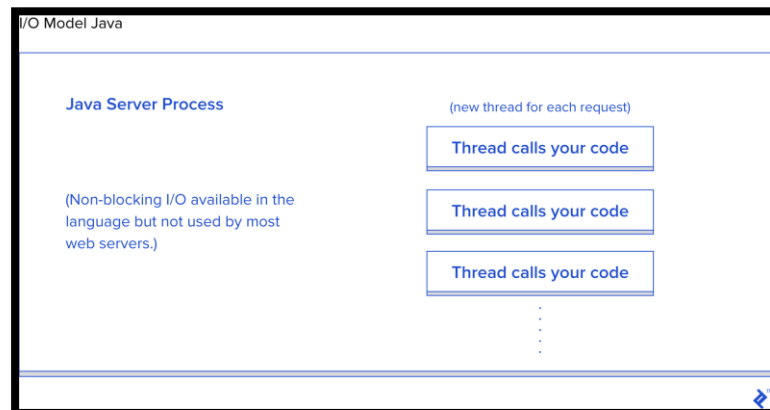 I/O Model Java
Java Server Process
(Non-blocking I/O available in the
language but not used by most
web servers.)
(new thread for each request)
Thread calls your code
Thread calls your code
Thread calls your code